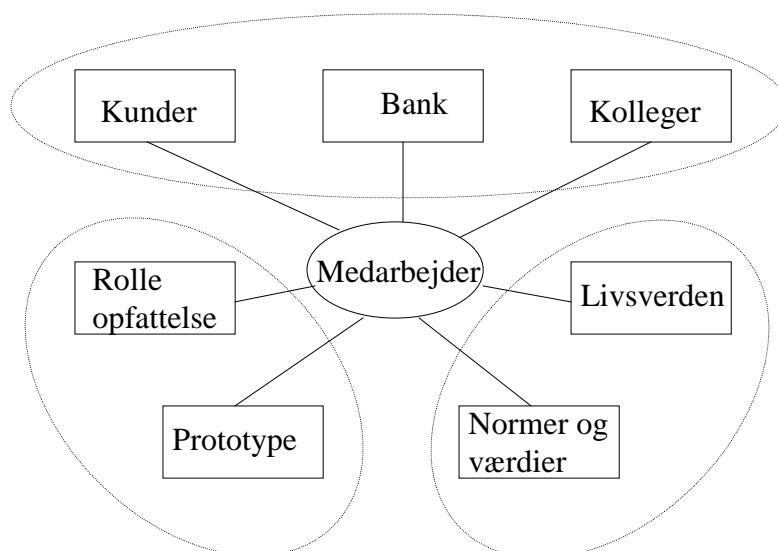 Kunder
Bank
Kolleger
Medarbejder
Rolle
opfattelse
Livsverden
Prototype
Normer og
værdier